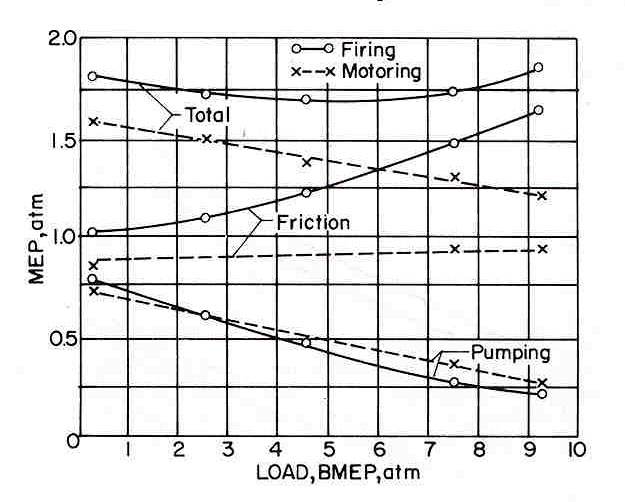 2.0
Firing
Motoring
Total
1.5
Friction
1.0
MEP,atm
0.5
Pumping
0
1 2 3 4 5 6 7 8 9 10
LOAD,BMEP,atm